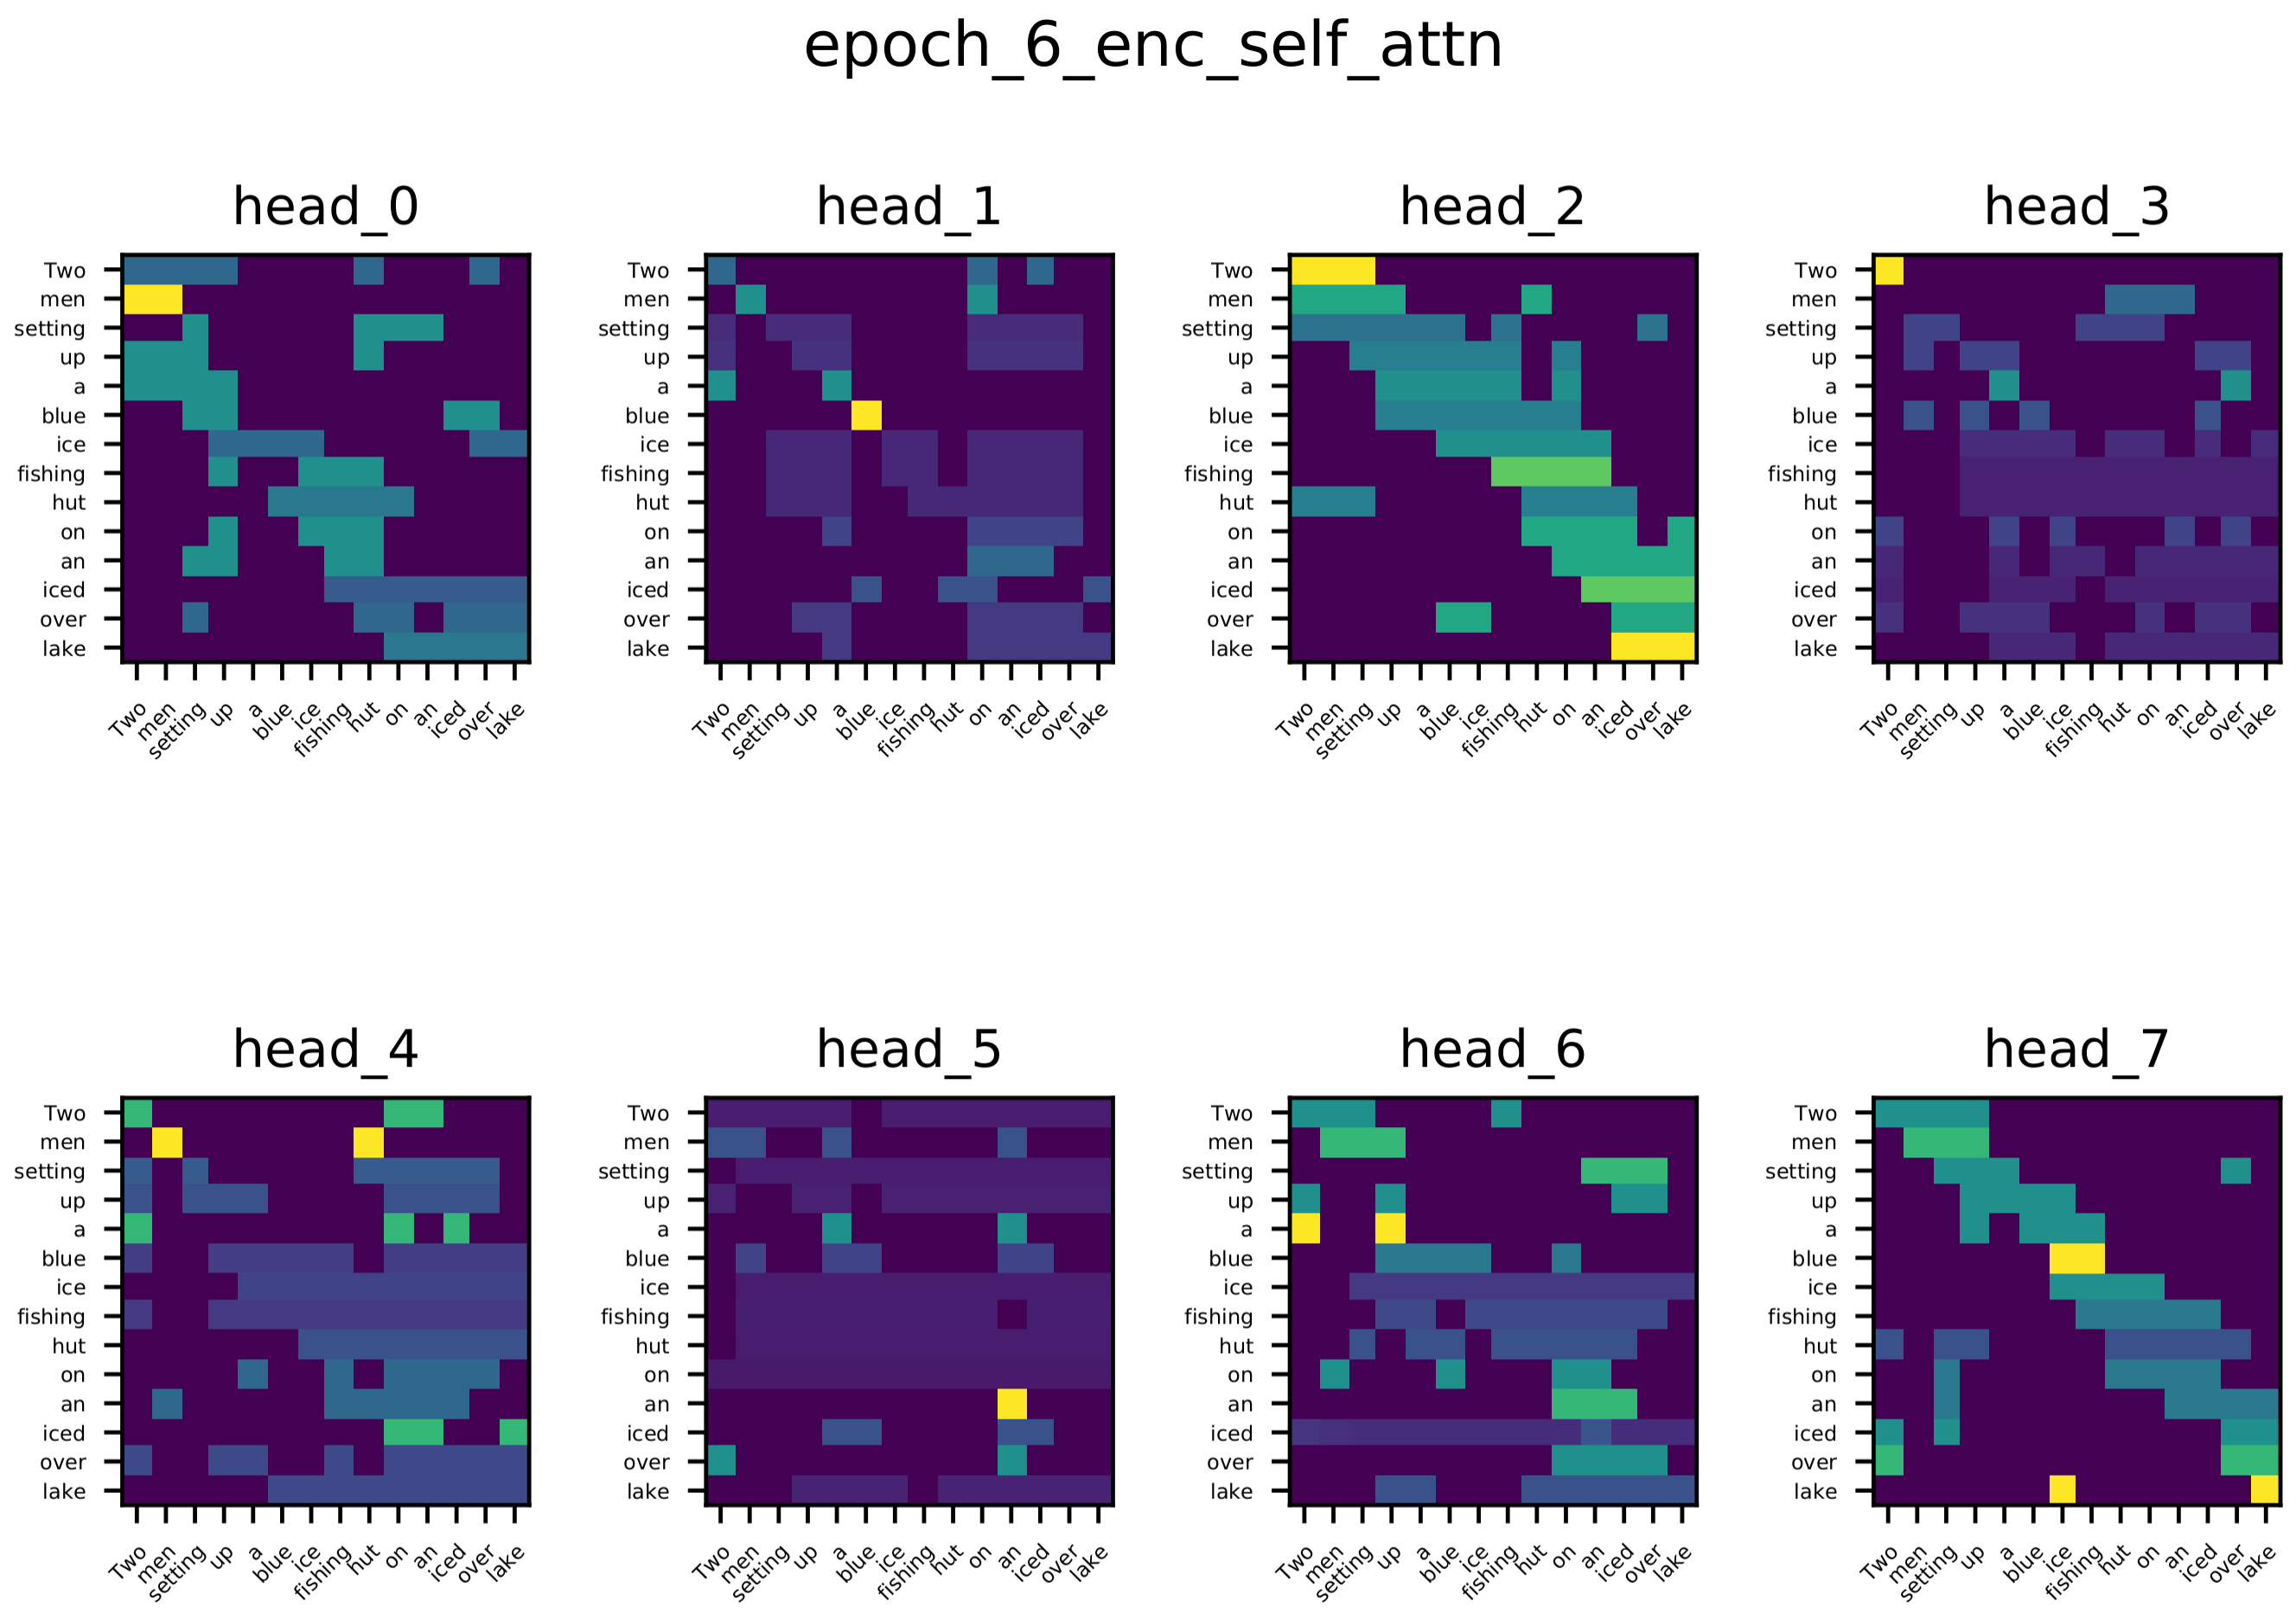 epoch_6_enc_self_attn
head_0 head_1 head_2 head_3
Two Two Two Two
men men men men
setting setting setting setting
up up up up
a a a a
blue blue blue blue
ice ice ice ice
fishing fishing fishing fishing
hut hut hut hut
on on on on
an an an an
iced iced iced iced
over over over over
lake lake lake lake
Two men setting up a blue ice fishing hut on an iced over lake Two men setting up a blue ice fishing hut on an iced over lake Two men setting up a blue ice fishing hut on an iced over lake Two men setting up a blue ice fishing hut on an iced over lake
head_4 head_5 head_6 head_7
Two Two Two Two
men men men men
setting setting setting setting
up up up up
a a a a
blue blue blue blue
ice ice ice ice
fishing fishing fishing fishing
hut hut hut hut
on on on on
an an an an
iced iced iced iced
over over over over
lake lake lake lake
Two men setting up a blue ice fishing hut on an iced over lake Two men setting up a blue ice fishing hut on an iced over lake Two men setting up a blue ice fishing hut on an iced over lake Two men setting up a blue ice fishing hut on an iced over lake